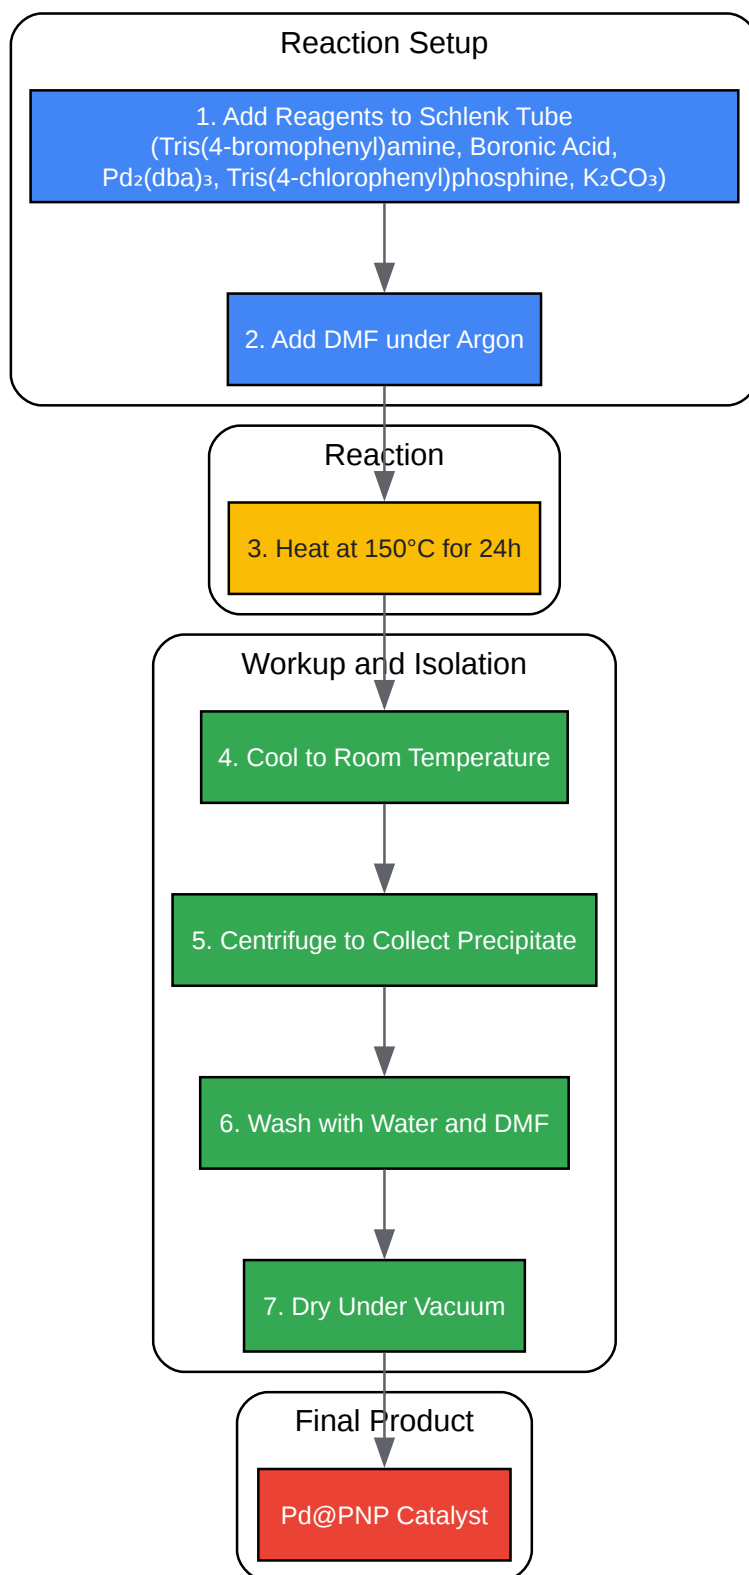 Reaction Setup
1. Add Reagents to Schlenk Tube
(Tris(4-bromophenyl)amine, Boronic Acid,
Pd₂(dba)₃, Tris(4-chlorophenyl)phosphine, K₂CO₃)
2. Add DMF under Argon
Reaction
3. Heat at 150°C for 24h
Workup and Isolation
4. Cool to Room Temperature
5. Centrifuge to Collect Precipitate
6. Wash with Water and DMF
7. Dry Under Vacuum
Final Product
Pd@PNP Catalyst